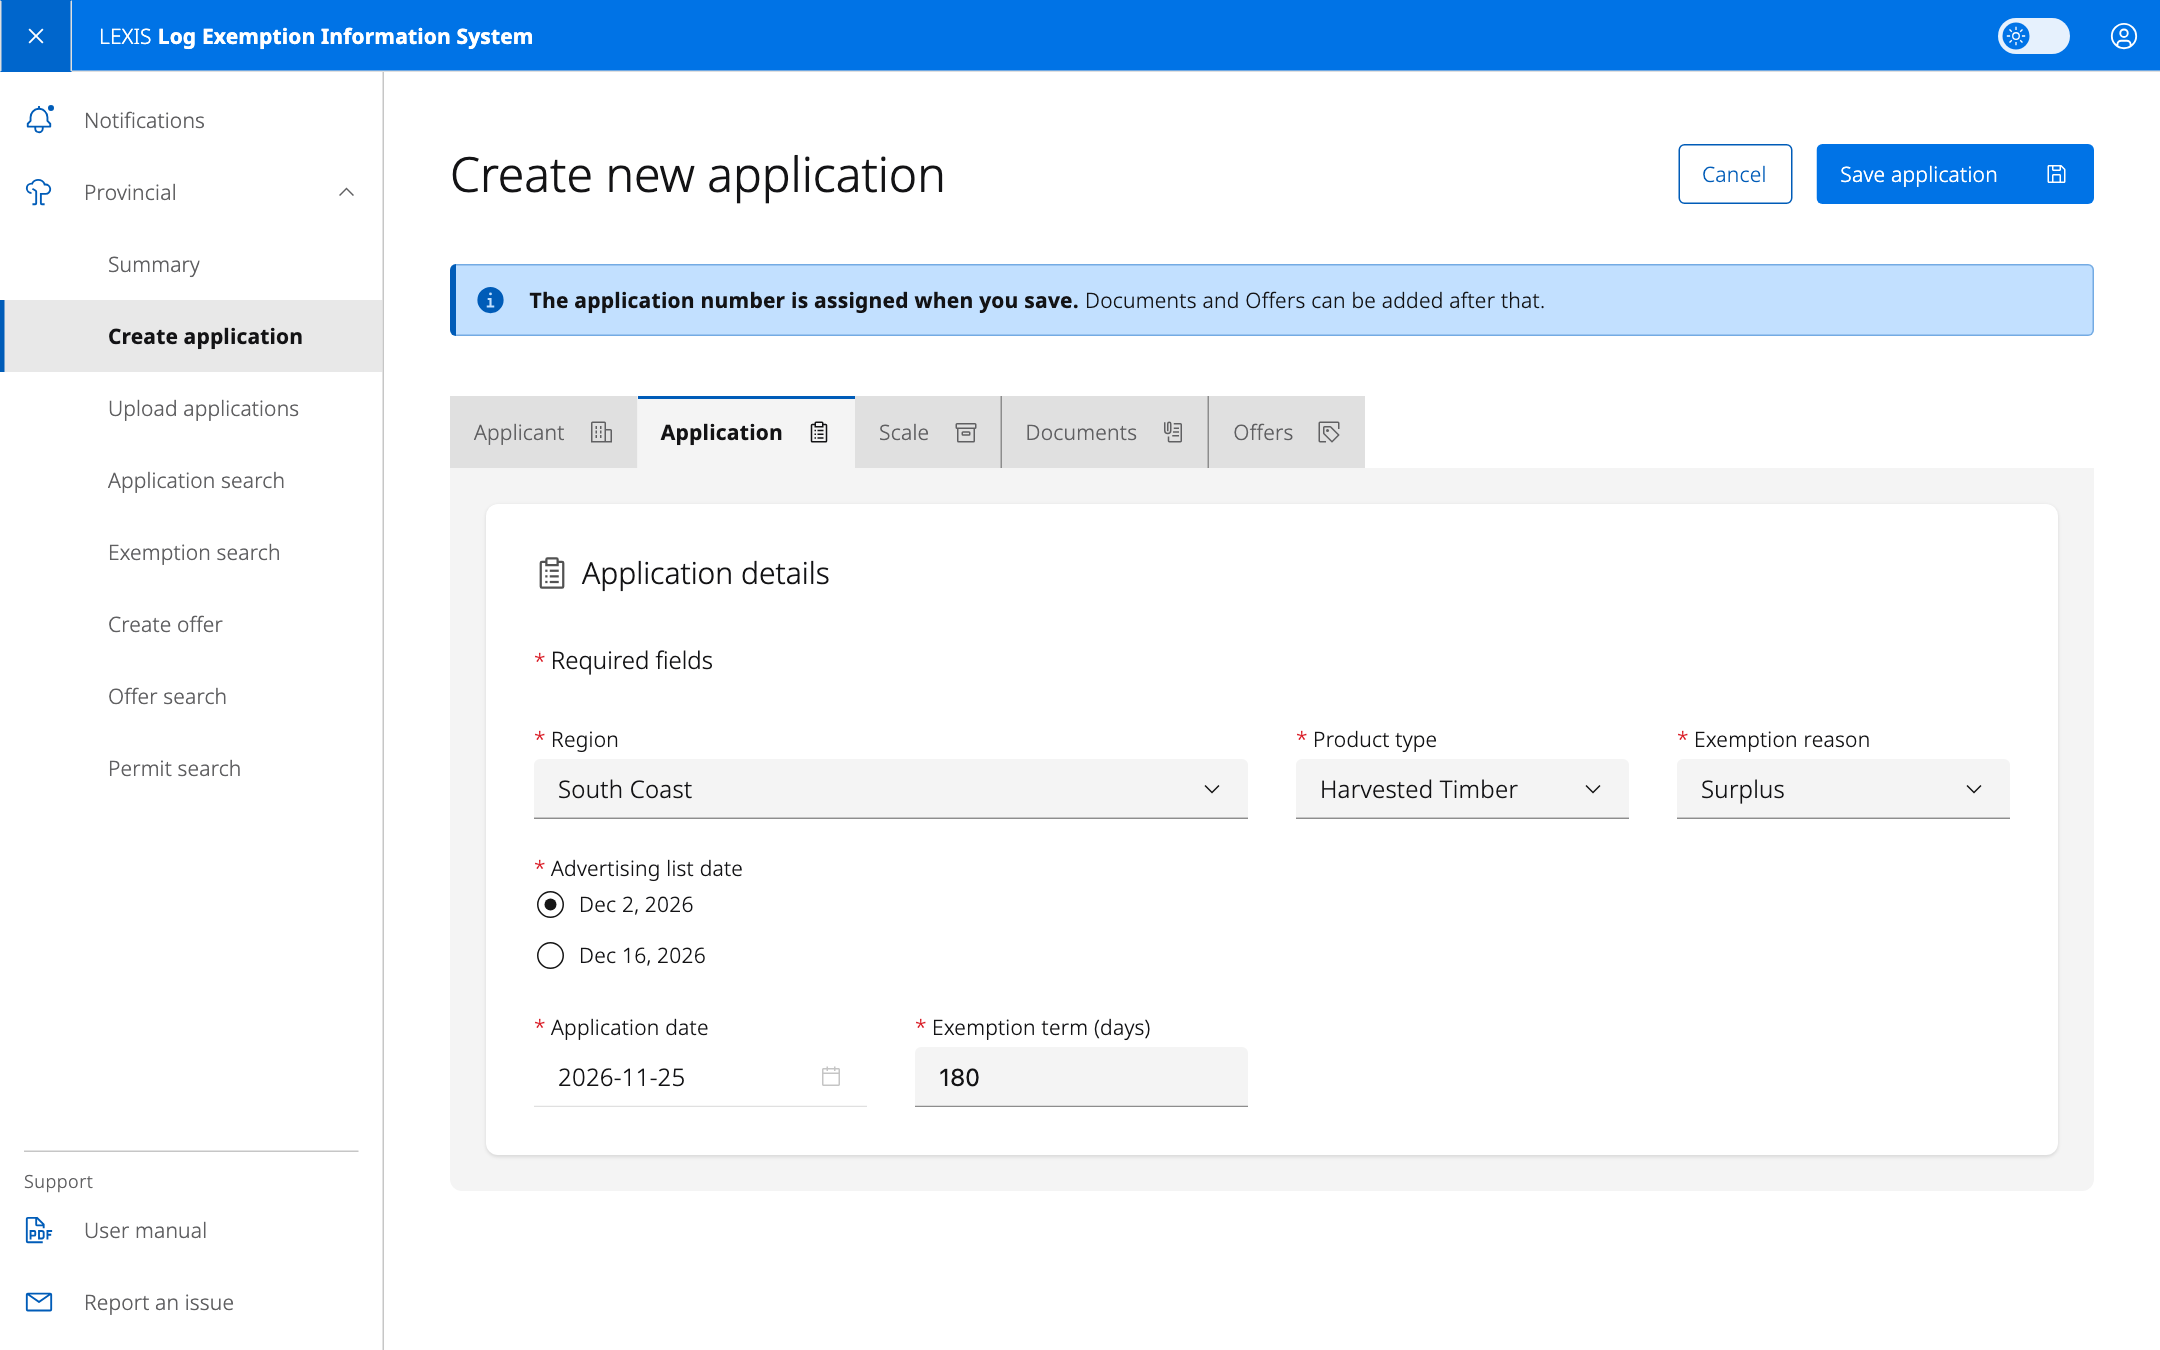 LEXIS Log Exemption Information System
Notifications
Provincial
Summary
Create application
Upload applications
Application search
Exemption search
Create offer
Offer search
Permit search
Support
PDF
User manual
Report an issue
Create new application
Cancel
Save application
The application number is assigned when you save. Documents and Offers can be added after that.
Applicant
Application
Scale
Documents
Offers
Application details
* Required fields
* Region
South Coast
* Product type
Harvested Timber
* Exemption reason
Surplus
* Advertising list date
Dec 2, 2026
Dec 16, 2026
* Application date
2026-11-25
* Exemption term (days)
180